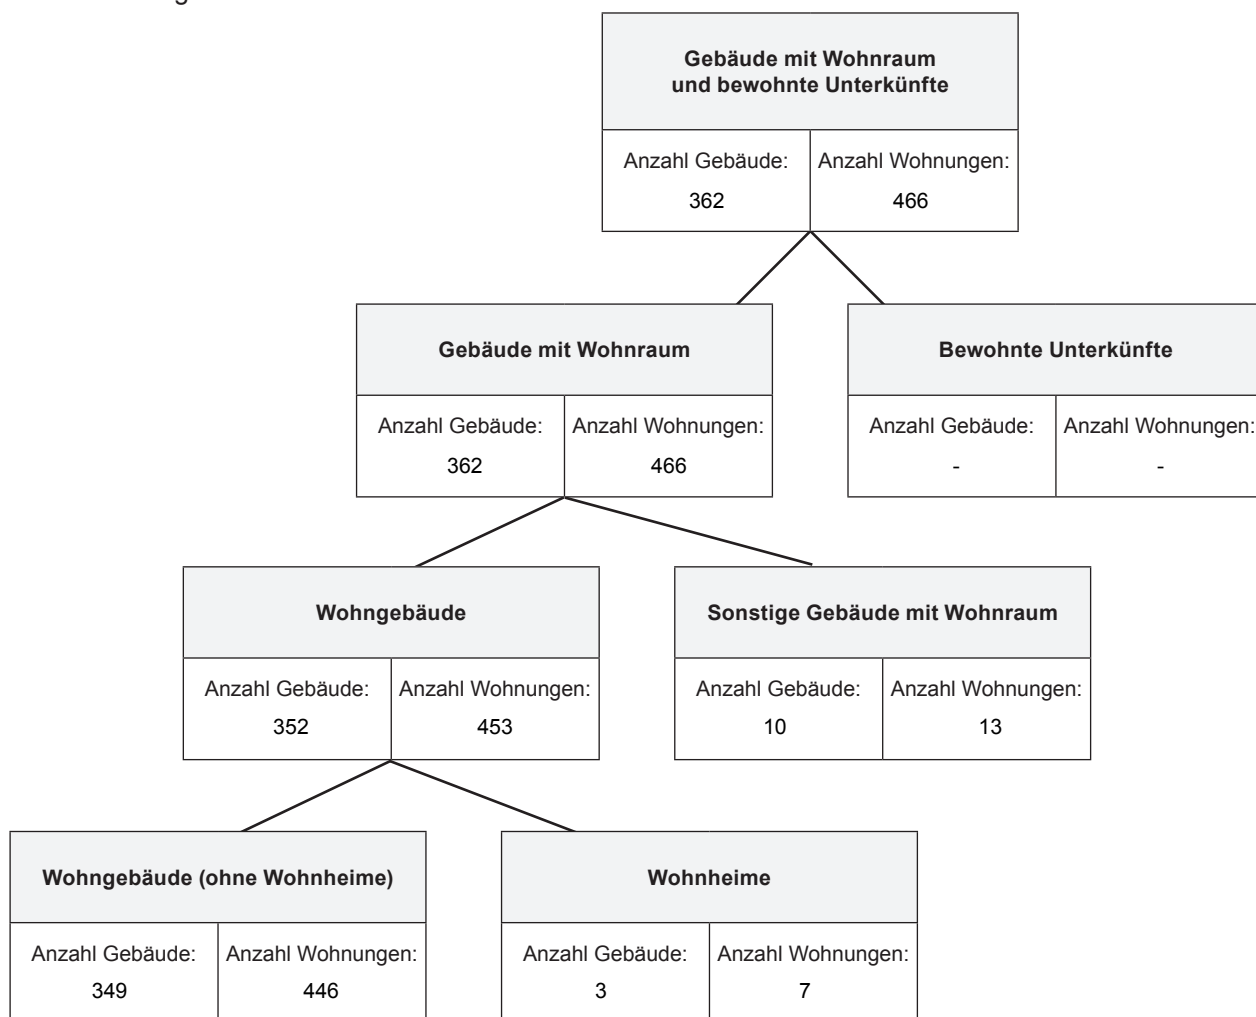 Gebäude mit Wohnraum
und bewohnte Unterkünfte
Anzahl Gebäude: Anzahl Wohnungen:
362 466
Gebäude mit Wohnraum Bewohnte Unterkünfte
Anzahl Gebäude: Anzahl Wohnungen: Anzahl Gebäude: Anzahl Wohnungen:
362 466 - -
Wohngebäude Sonstige Gebäude mit Wohnraum
Anzahl Gebäude: Anzahl Wohnungen: Anzahl Gebäude: Anzahl Wohnungen:
352 453 10 13
Wohngebäude (ohne Wohnheime) Wohnheime
Anzahl Gebäude: Anzahl Wohnungen: Anzahl Gebäude: Anzahl Wohnungen:
349 446 3 7